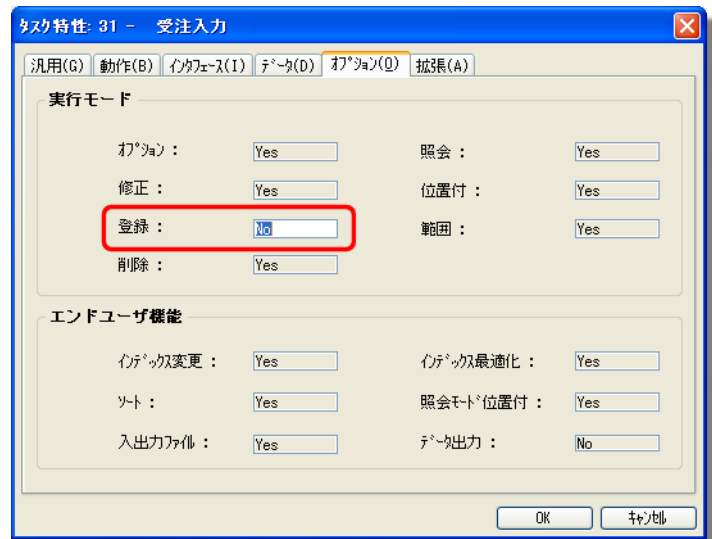 ﾀｽｸ特性: 31 -　受注入力
汎用(G) 動作(B) ｲﾝﾀﾌｪｰｽ(I) ﾃﾞｰﾀ(D) ｵﾌﾟｼｮﾝ(O) 拡張(A)
実行モード
ｵﾌﾟｼｮﾝ： Yes 照会： Yes
修正： Yes 位置付： Yes
登録： No 範囲： Yes
削除： Yes
エンドユーザ機能
ｲﾝﾃﾞｯｸｽ変更： Yes ｲﾝﾃﾞｯｸｽ最適化： Yes
ｿｰﾄ： Yes 照会ﾓｰﾄﾞ位置付： Yes
入出力ﾌｧｲﾙ： Yes ﾃﾞｰﾀ出力： No
OK ｷｬﾝｾﾙ